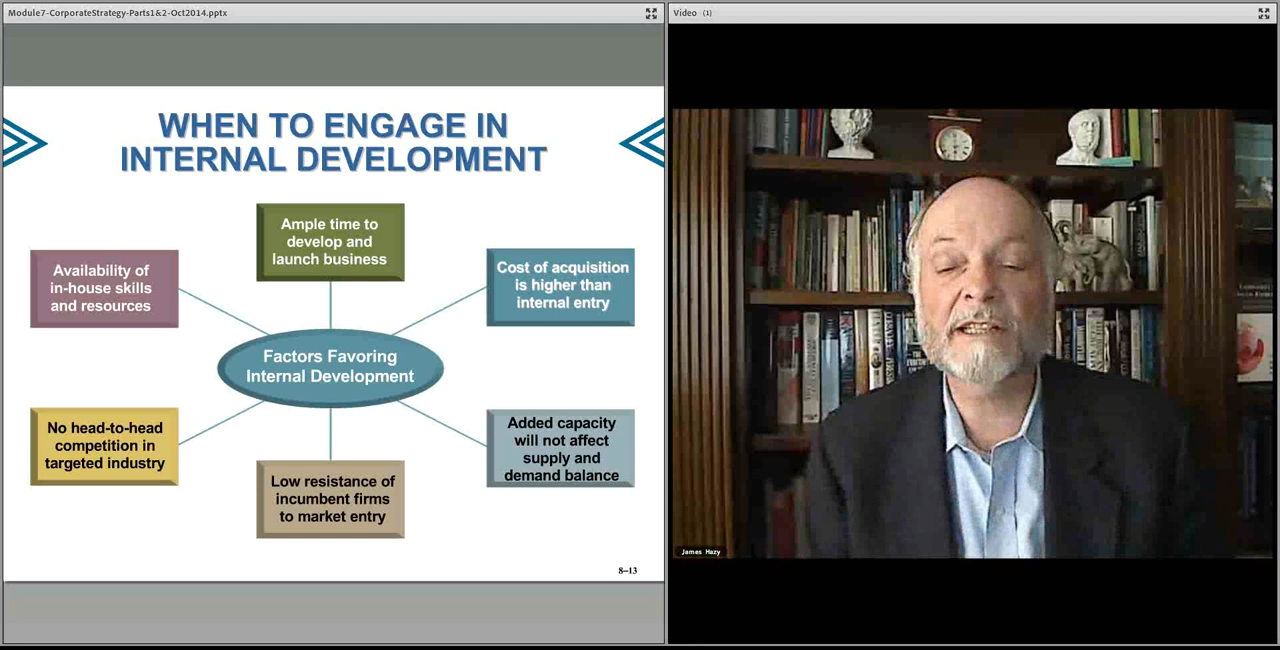 Module7-CorporateStrategy-Parts1&2-Oct2014.pptx
Video (1)
WHEN TO ENGAGE IN
INTERNAL DEVELOPMENT
Ample time to
develop and
launch business
Availability of
in-house skills
and resources
Cost of acquisition
is higher than
internal entry
Factors Favoring
Internal Development
No head-to-head
competition in
targeted industry
Added capacity
will not affect
supply and
demand balance
Low resistance of
incumbent firms
to market entry
8–13
James Hazy